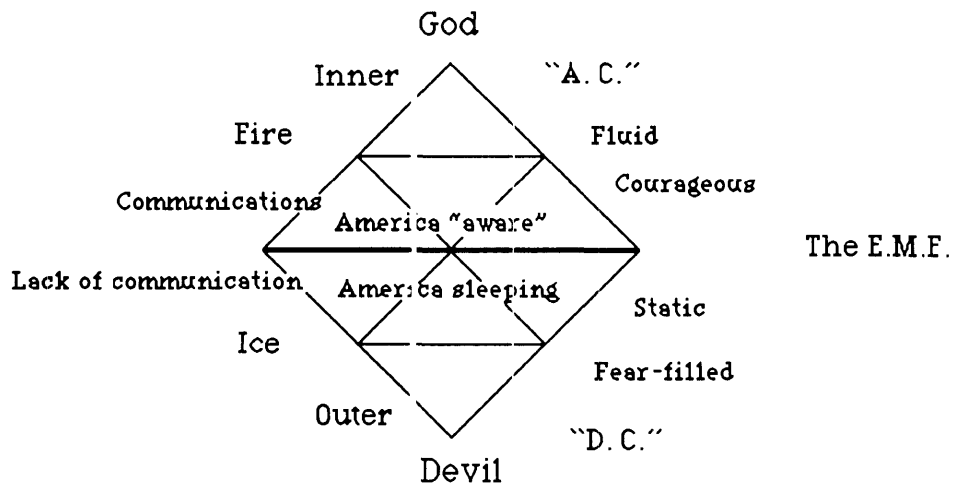 God
Inner
``A. C.″
Fire
Fluid
Communications
Courageous
America “aware”
The E.M.F.
Lack of communication
America sleeping
Static
Ice
Fear-filled
Outer
``D. C.″
Devil